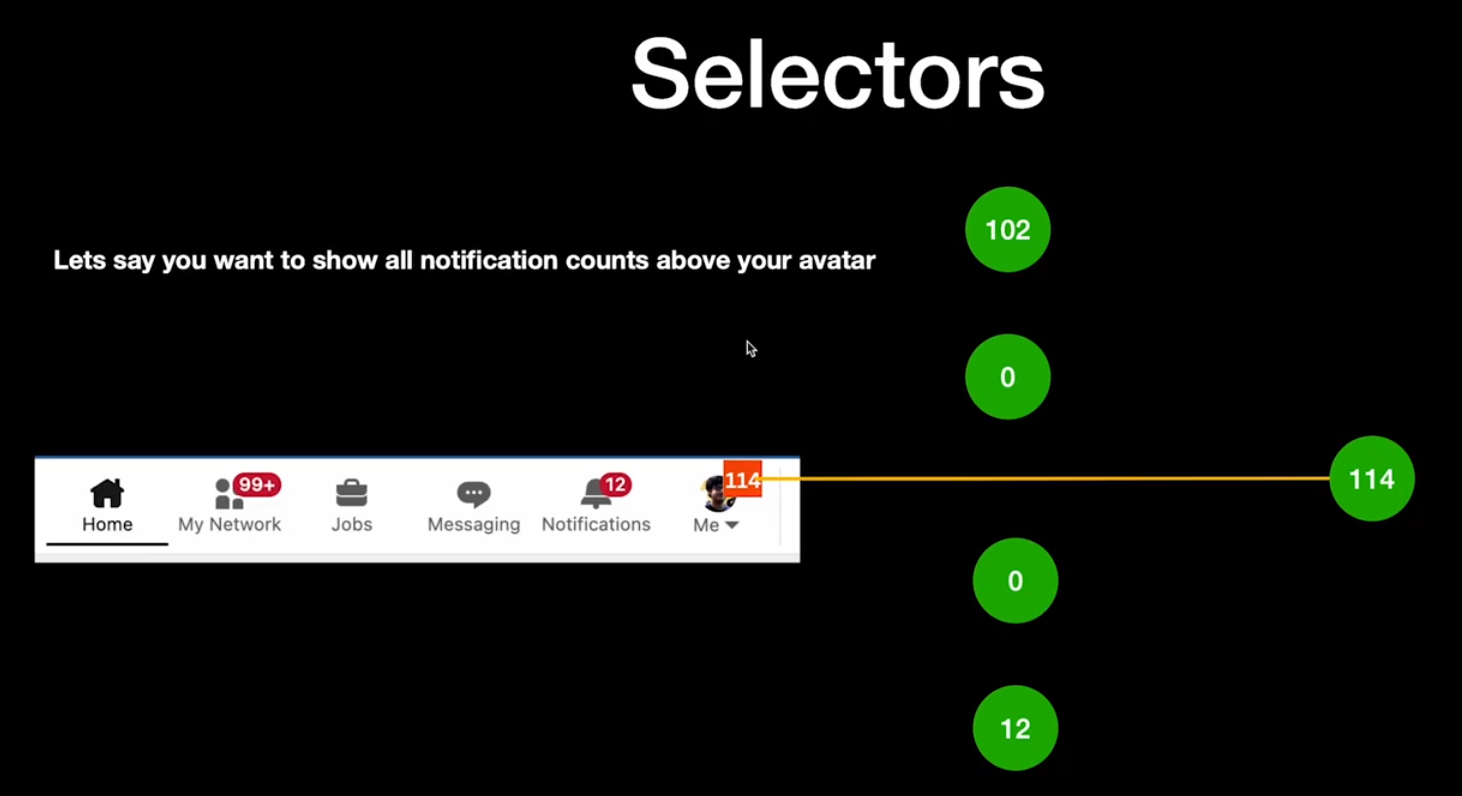 Selectors
102
Lets say you want to show all notification counts above your avatar
0
99+
12
114
114
Home
My Network
Jobs
Messaging
Notifications
Me
0
12